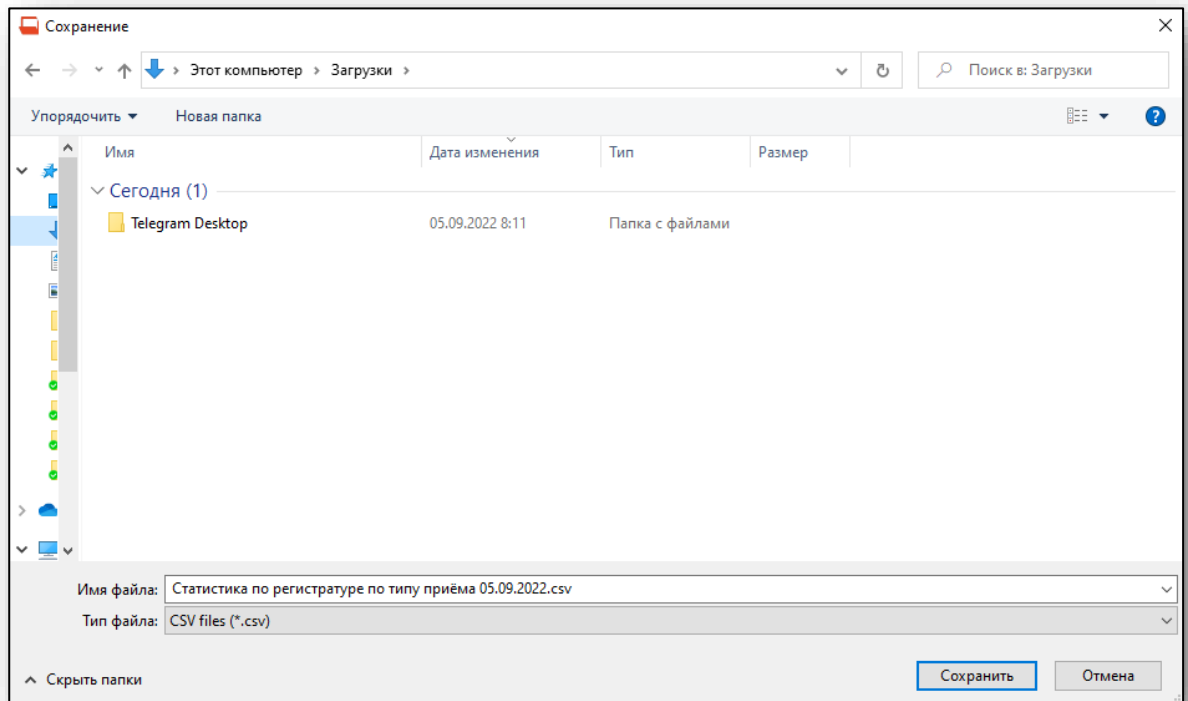 Сохранение
Этот компьютер › Загрузки ›
Поиск в: Загрузки
Упорядочить
Новая папка
?
Имя Дата изменения Тип Размер
Сегодня (1)
Telegram Desktop 05.09.2022 8:11 Папка с файлами
Имя файла: Статистика по регистратуре по типу приёма 05.09.2022.csv
Тип файла: CSV files (*.csv)
Скрыть папки
Сохранить
Отмена